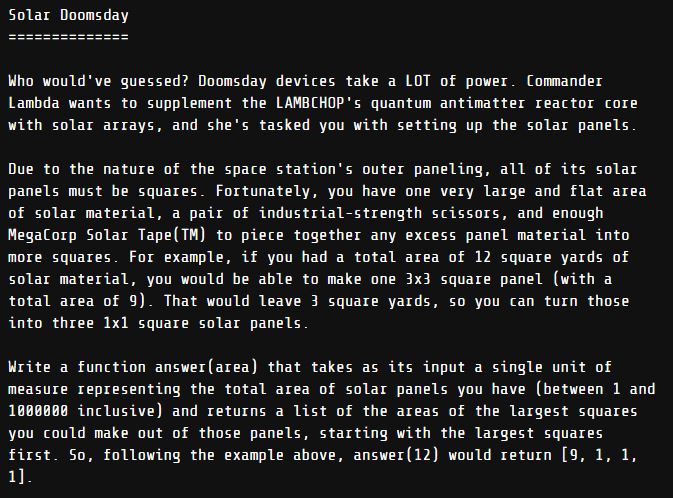 Solar Doomsday
==============
Who would've guessed? Doomsday devices take a LOT of power. Commander
Lambda wants to supplement the LAMBCHOP's quantum antimatter reactor core
with solar arrays, and she's tasked you with setting up the solar panels.
Due to the nature of the space station's outer paneling, all of its solar
panels must be squares. Fortunately, you have one very large and flat area
of solar material, a pair of industrial-strength scissors, and enough
MegaCorp Solar Tape(TM) to piece together any excess panel material into
more squares. For example, if you had a total area of 12 square yards of
solar material, you would be able to make one 3x3 square panel (with a
total area of 9). That would leave 3 square yards, so you can turn those
into three 1x1 square solar panels.
Write a function answer(area) that takes as its input a single unit of
measure representing the total area of solar panels you have (between 1 and
1000000 inclusive) and returns a list of the areas of the largest squares
you could make out of those panels, starting with the largest squares
first. So, following the example above, answer(12) would return [9, 1, 1,
1].